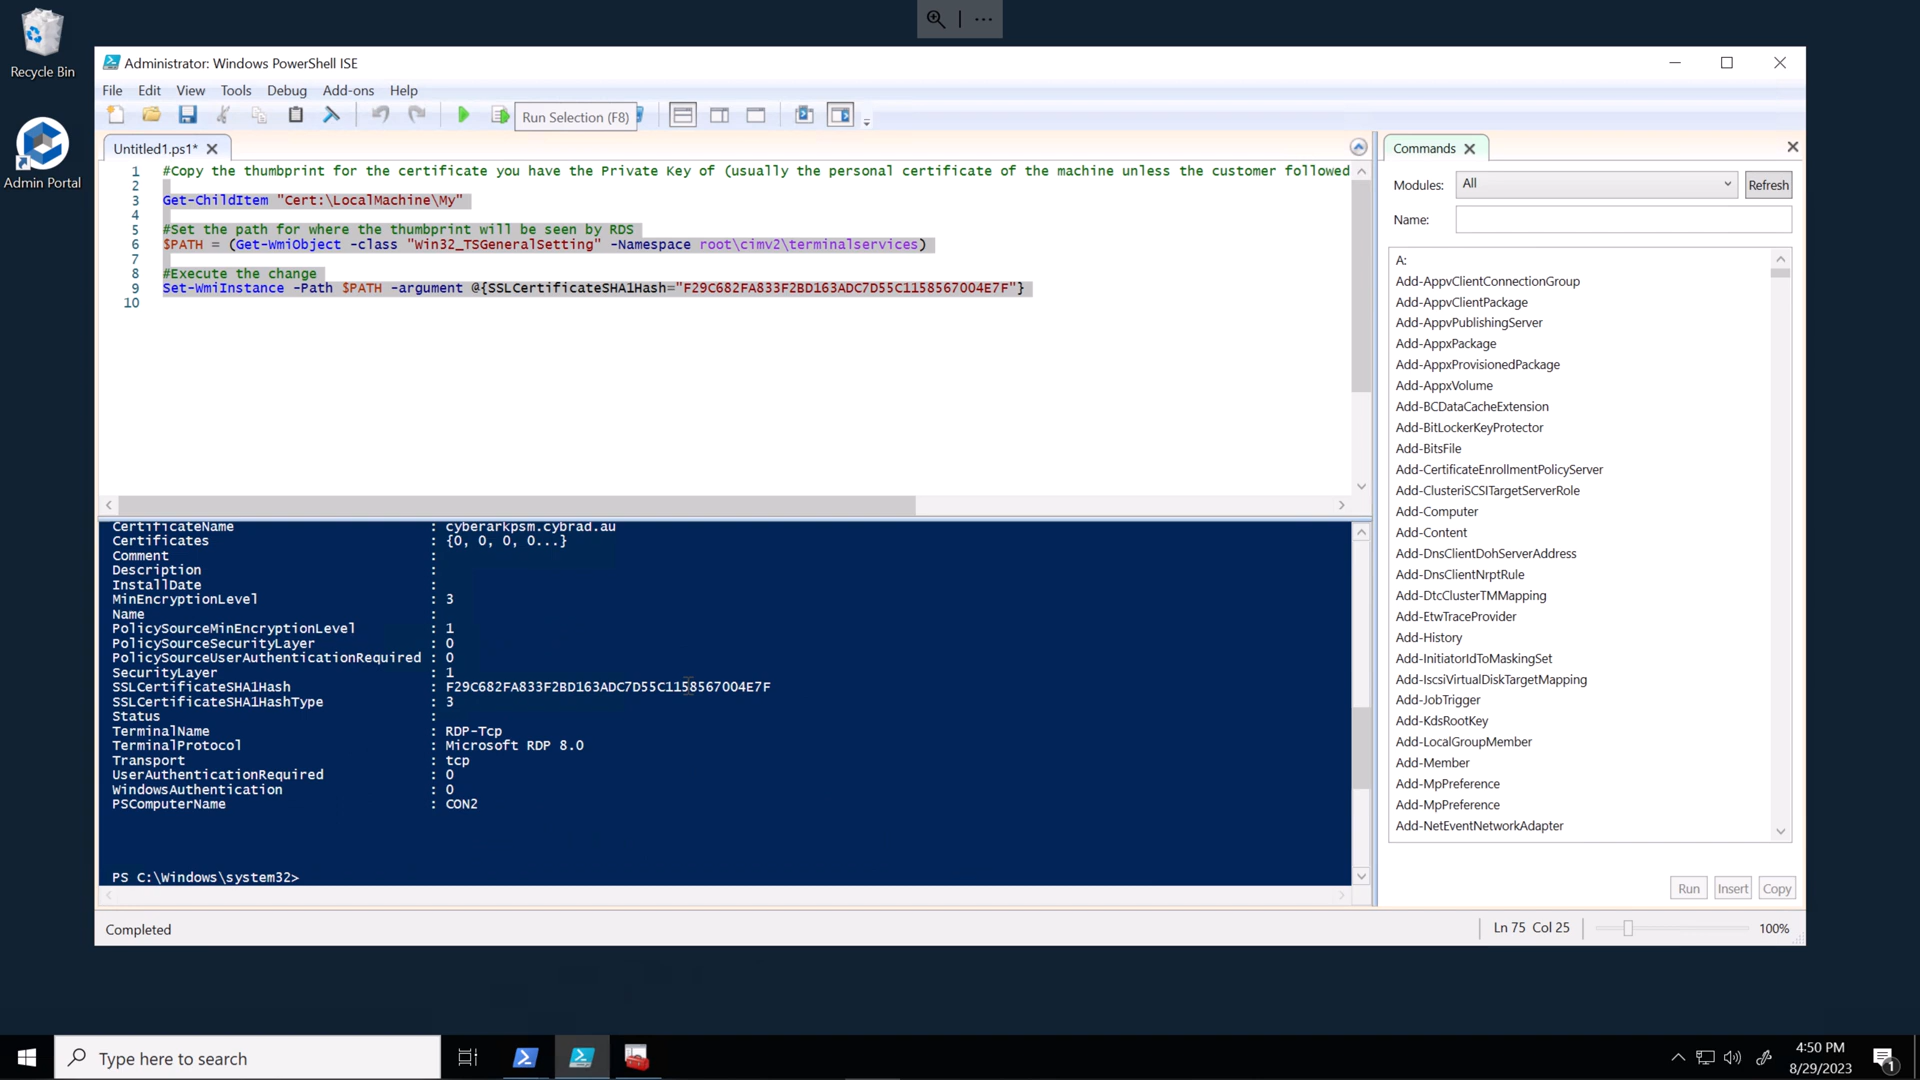 Recycle Bin
Admin Portal
Administrator: Windows PowerShell ISE
File Edit View Tools Debug Add-ons Help
Run Selection (F8)
Untitled1.ps1*
1 #Copy the thumbprint for the certificate you have the Private Key of (usually the personal certificate of the machine unless the customer followed
2
3 Get-ChildItem "Cert:\LocalMachine\My"
4
5 #Set the path for where the thumbprint will be seen by RDS
6 $PATH = (Get-WmiObject -class "Win32_TSGeneralSetting" -Namespace root\cimv2\terminalservices)
7
8 #Execute the change
9 Set-WmiInstance -Path $PATH -argument @{SSLCertificateSHA1Hash="F29C682FA833F2BD163ADC7D55C1158567004E7F"}
10
CertificateName : cyberarkpsm.cybrad.au
Certificates : {0, 0, 0, 0...}
Comment :
Description :
InstallDate :
MinEncryptionLevel : 3
Name :
PolicySourceMinEncryptionLevel : 1
PolicySourceSecurityLayer : 0
PolicySourceUserAuthenticationRequired : 0
SecurityLayer : 1
SSLCertificateSHA1Hash : F29C682FA833F2BD163ADC7D55C1158567004E7F
SSLCertificateSHA1HashType : 3
Status :
TerminalName : RDP-Tcp
TerminalProtocol : Microsoft RDP 8.0
Transport : tcp
UserAuthenticationRequired : 0
WindowsAuthentication : 0
PSComputerName : CON2
PS C:\Windows\system32>
Commands
Modules: All Refresh
Name:
A:
Add-AppvClientConnectionGroup
Add-AppvClientPackage
Add-AppvPublishingServer
Add-AppxPackage
Add-AppxProvisionedPackage
Add-AppxVolume
Add-BCDataCacheExtension
Add-BitLockerKeyProtector
Add-BitsFile
Add-CertificateEnrollmentPolicyServer
Add-ClusteriSCSITargetServerRole
Add-Computer
Add-Content
Add-DnsClientDohServerAddress
Add-DnsClientNrptRule
Add-DtcClusterTMMapping
Add-EtwTraceProvider
Add-History
Add-InitiatorIdToMaskingSet
Add-IscsiVirtualDiskTargetMapping
Add-JobTrigger
Add-KdsRootKey
Add-LocalGroupMember
Add-Member
Add-MpPreference
Add-MpPreference
Add-NetEventNetworkAdapter
Run Insert Copy
Completed
Ln 75 Col 25
100%
Type here to search
4:50 PM
8/29/2023
1